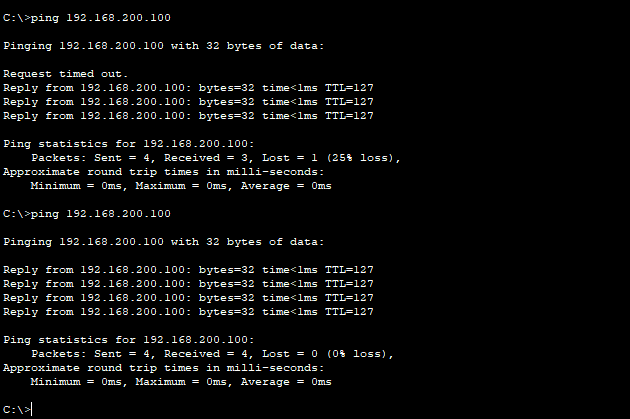 C:\>ping 192.168.200.100
Pinging 192.168.200.100 with 32 bytes of data:
Request timed out.
Reply from 192.168.200.100: bytes=32 time<1ms TTL=127
Reply from 192.168.200.100: bytes=32 time<1ms TTL=127
Reply from 192.168.200.100: bytes=32 time<1ms TTL=127
Ping statistics for 192.168.200.100:
    Packets: Sent = 4, Received = 3, Lost = 1 (25% loss),
Approximate round trip times in milli-seconds:
    Minimum = 0ms, Maximum = 0ms, Average = 0ms
C:\>ping 192.168.200.100
Pinging 192.168.200.100 with 32 bytes of data:
Reply from 192.168.200.100: bytes=32 time<1ms TTL=127
Reply from 192.168.200.100: bytes=32 time<1ms TTL=127
Reply from 192.168.200.100: bytes=32 time<1ms TTL=127
Reply from 192.168.200.100: bytes=32 time<1ms TTL=127
Ping statistics for 192.168.200.100:
    Packets: Sent = 4, Received = 4, Lost = 0 (0% loss),
Approximate round trip times in milli-seconds:
    Minimum = 0ms, Maximum = 0ms, Average = 0ms
C:\>